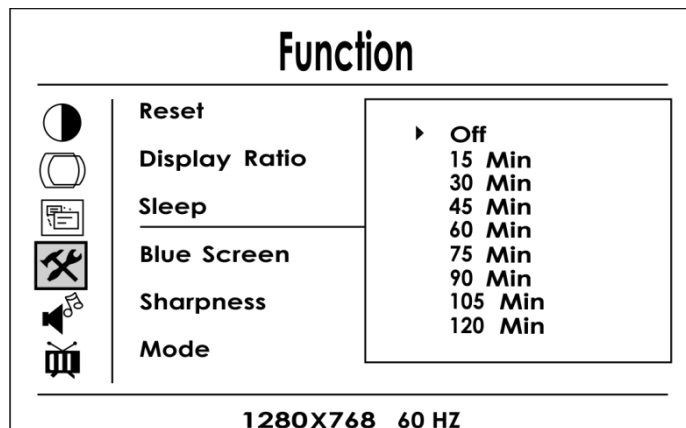 Function
Reset
Display Ratio
Sleep
Blue Screen
Sharpness
Mode
Off
15 Min
30 Min
45 Min
60 Min
75 Min
90 Min
105 Min
120 Min
1280X768 60 HZ